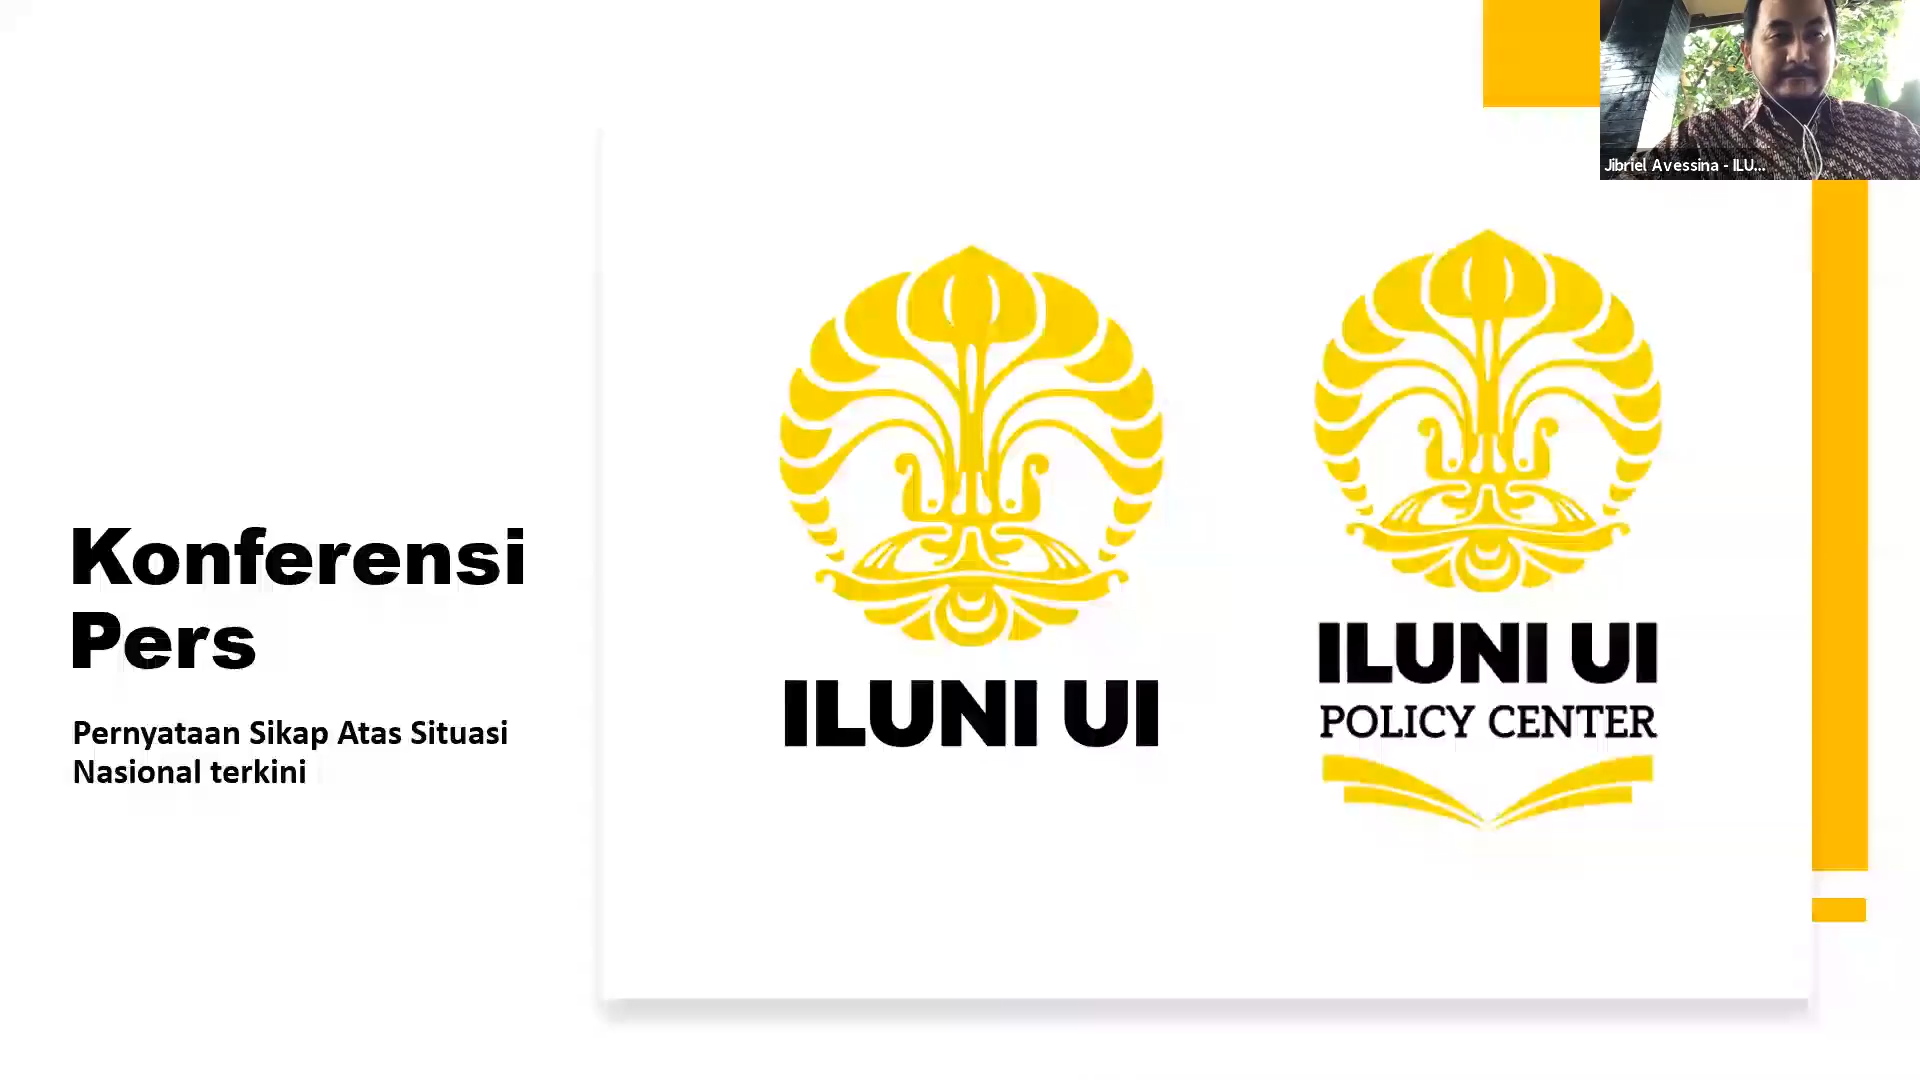 Jibriel Avessina - ILU...
Konferensi
Pers
Pernyataan Sikap Atas Situasi
Nasional terkini
ILUNI UI
ILUNI UI
POLICY CENTER